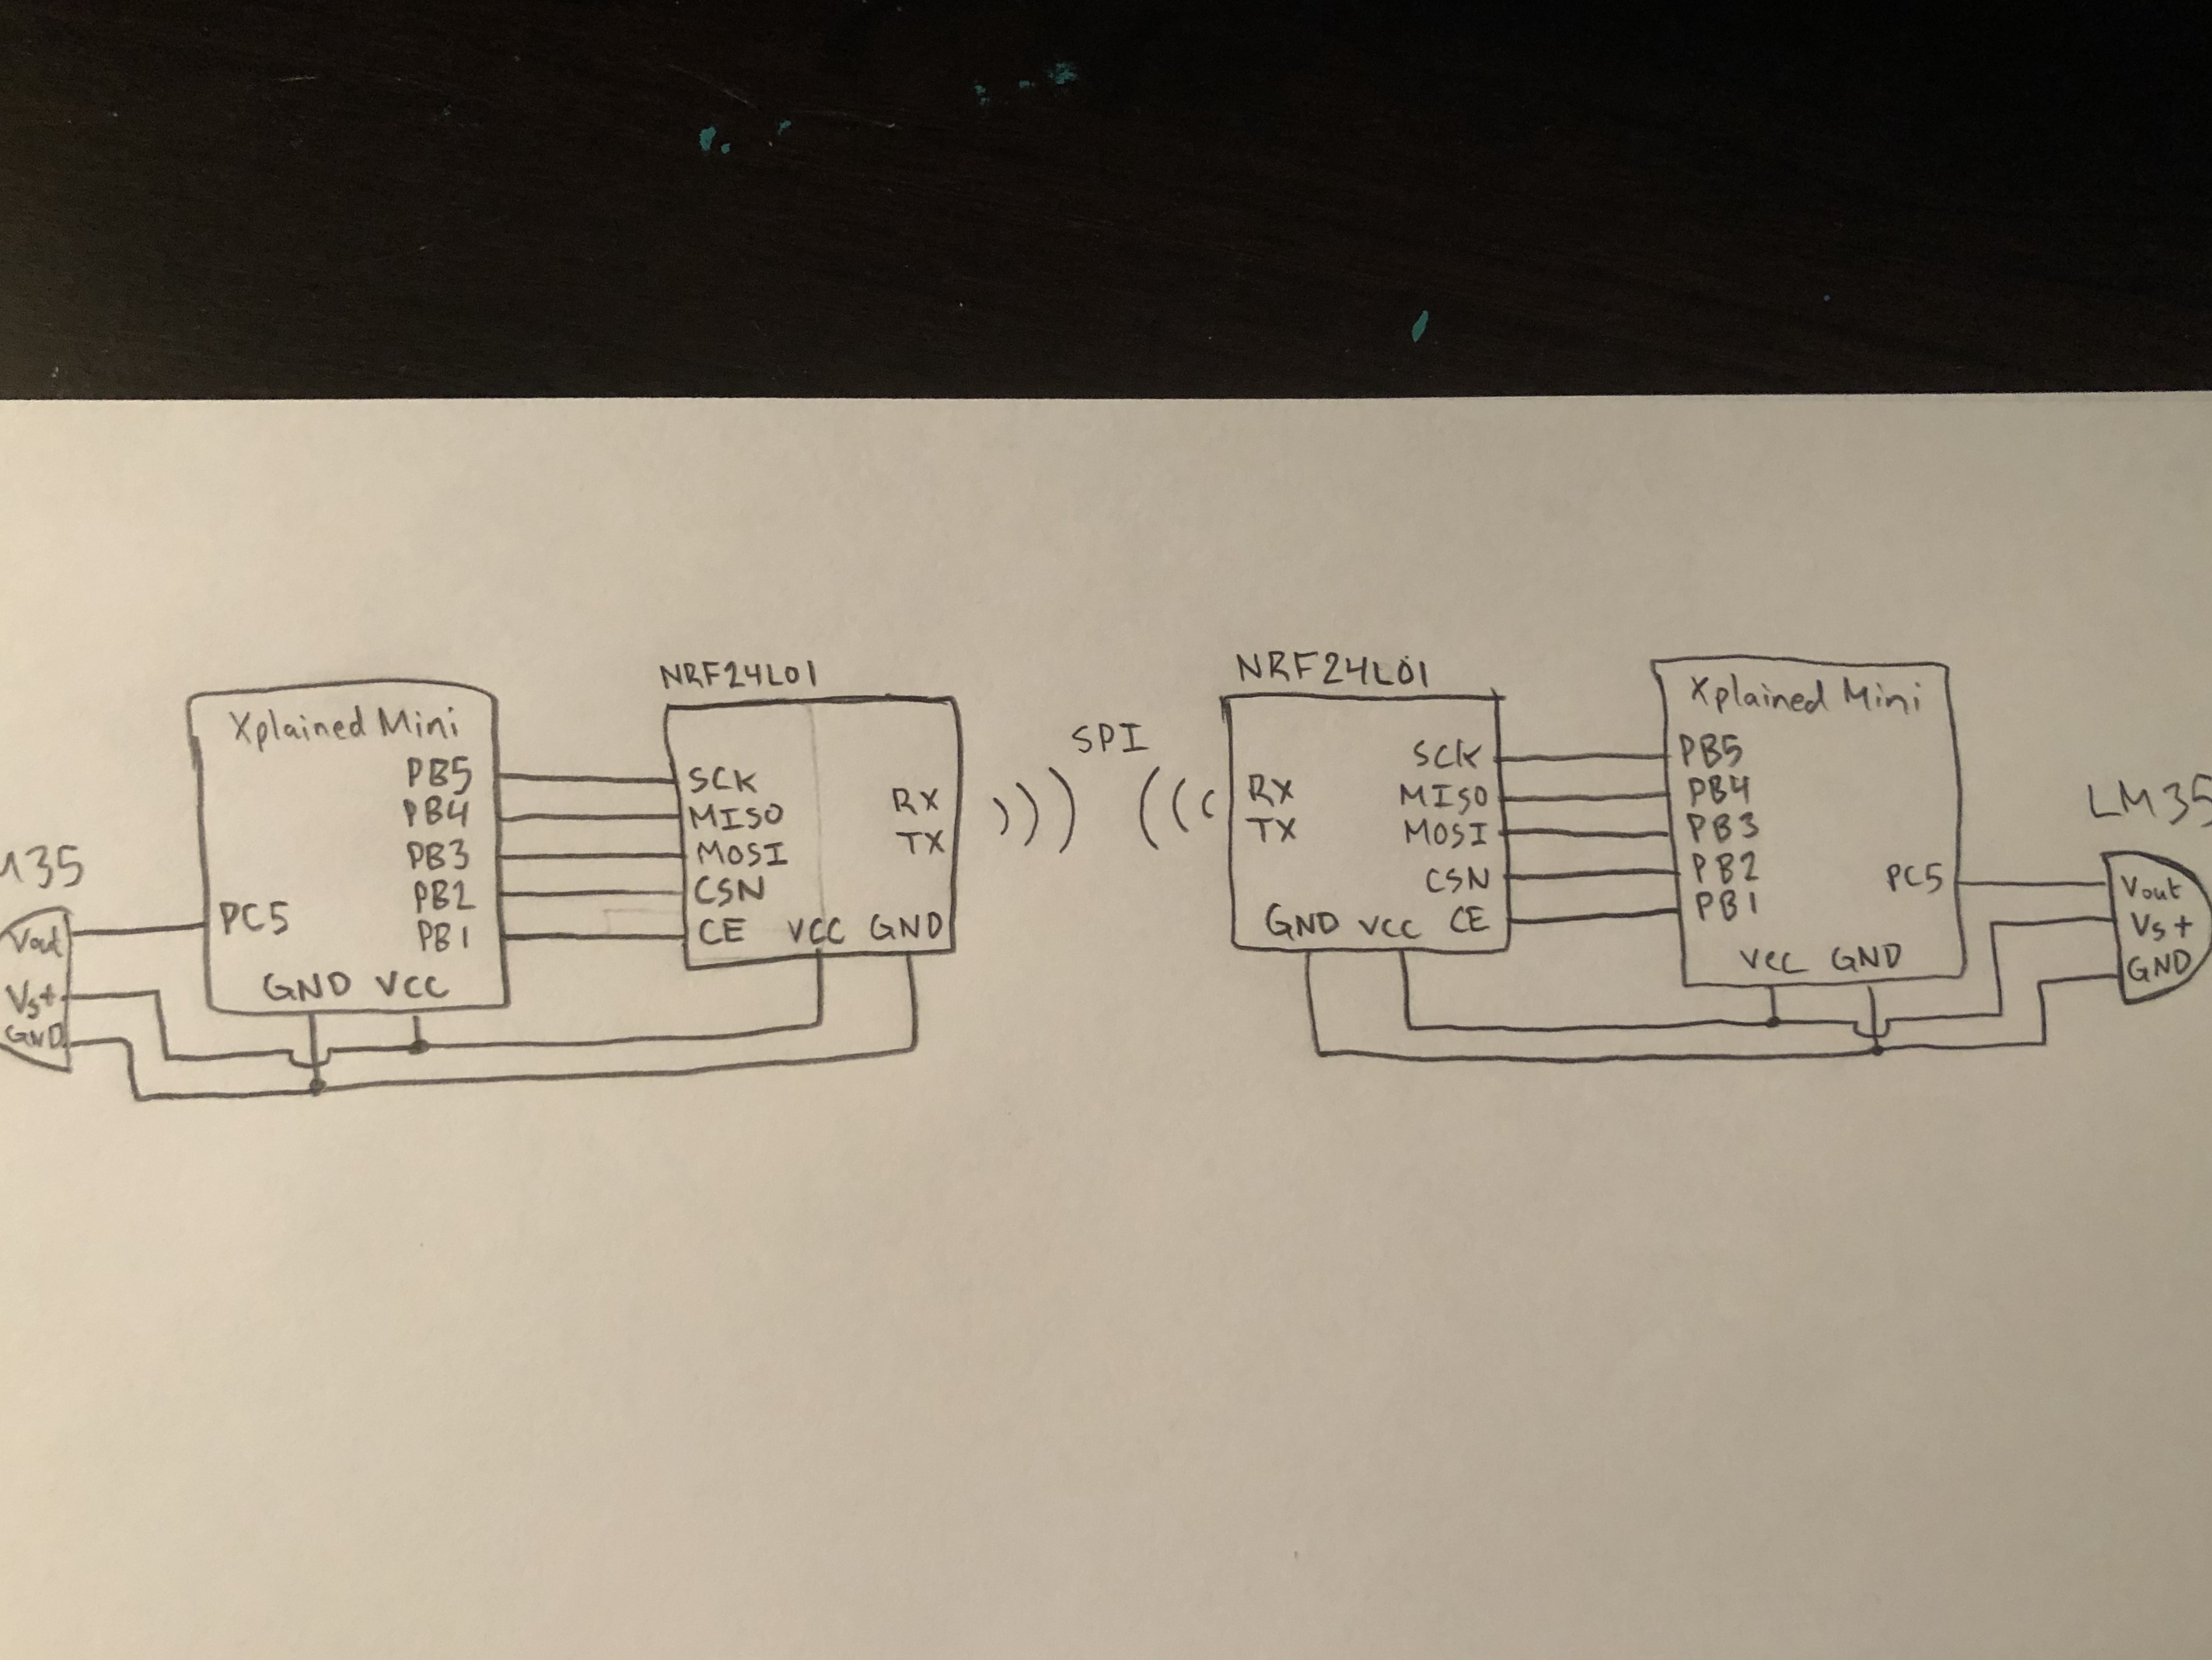 NRF24L01
Xplained Mini
PB5
PB4
PB3
PB2
PB1
PC5
GND VCC
SCK
MISO
MOSI
CSN
CE VCC GND
RX
TX
35
Vout
Vs+
GND
SPI
NRF24L01
RX
TX
SCK
MISO
MOSI
CSN
GND VCC CE
Xplained Mini
PB5
PB4
PB3
PB2
PB1
PC5
VCC GND
LM35
Vout
Vs+
GND